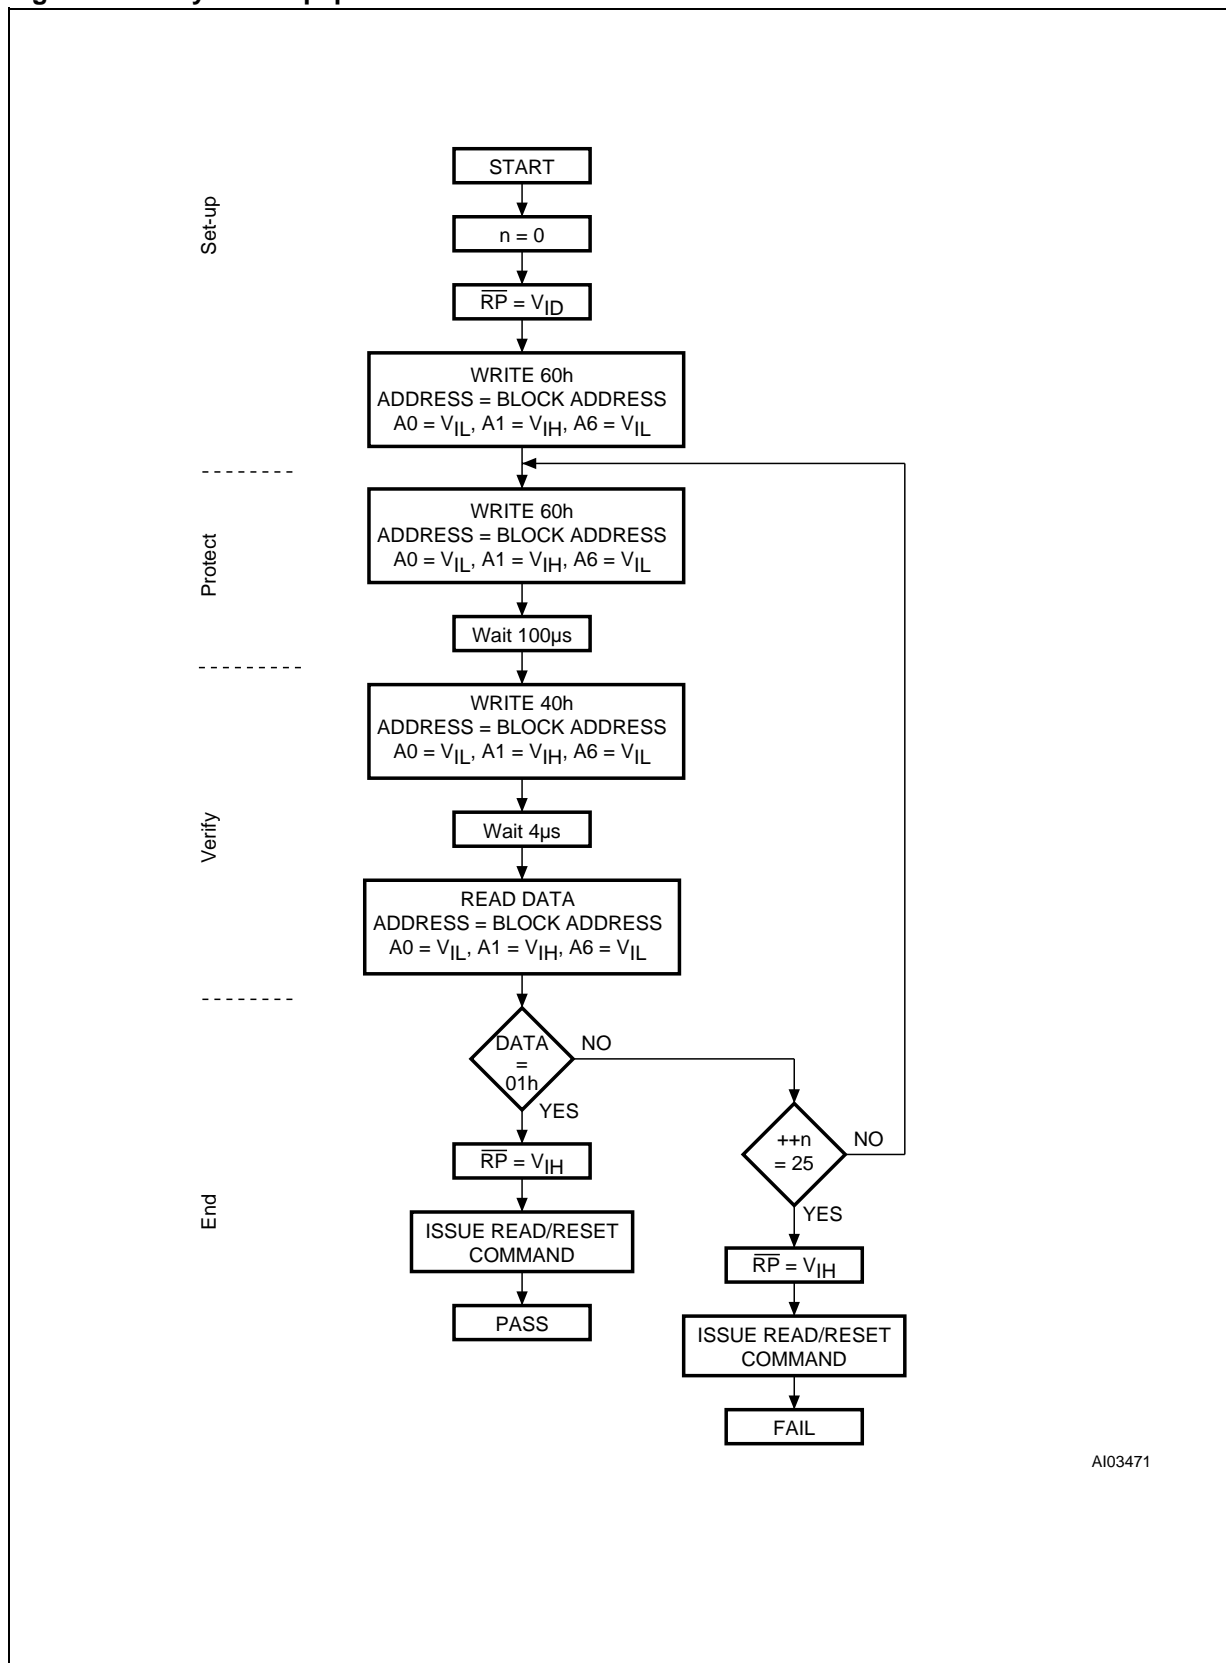 Set-up
START
n = 0
RP = VID
WRITE 60h
ADDRESS = BLOCK ADDRESS
A0 = VIL, A1 = VIH, A6 = VIL
Protect
WRITE 60h
ADDRESS = BLOCK ADDRESS
A0 = VIL, A1 = VIH, A6 = VIL
Wait 100µs
Verify
WRITE 40h
ADDRESS = BLOCK ADDRESS
A0 = VIL, A1 = VIH, A6 = VIL
Wait 4µs
READ DATA
ADDRESS = BLOCK ADDRESS
A0 = VIL, A1 = VIH, A6 = VIL
End
DATA
=
01h
NO
YES
RP = VIH
ISSUE READ/RESET
COMMAND
PASS
++n
= 25
NO
YES
RP = VIH
ISSUE READ/RESET
COMMAND
FAIL
AI03471